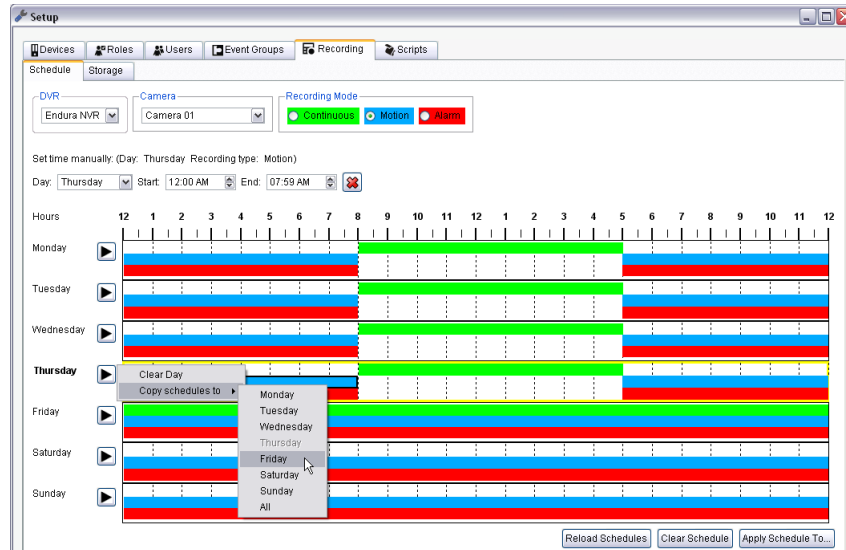 Setup
Devices Roles Users Event Groups Recording Scripts
Schedule Storage
DVR Camera Recording Mode
Endura NVR Camera 01 Continuous Motion Alarm
Set time manually: (Day: Thursday Recording type: Motion)
Day: Thursday Start: 12:00 AM End: 07:59 AM
Hours 12 1 2 3 4 5 6 7 8 9 10 11 12 1 2 3 4 5 6 7 8 9 10 11 12
Monday
Tuesday
Wednesday
Thursday
Clear Day
Copy schedules to
Monday
Tuesday
Wednesday
Thursday
Friday
Saturday
Sunday
All
Friday
Saturday
Sunday
Reload Schedules Clear Schedule Apply Schedule To...